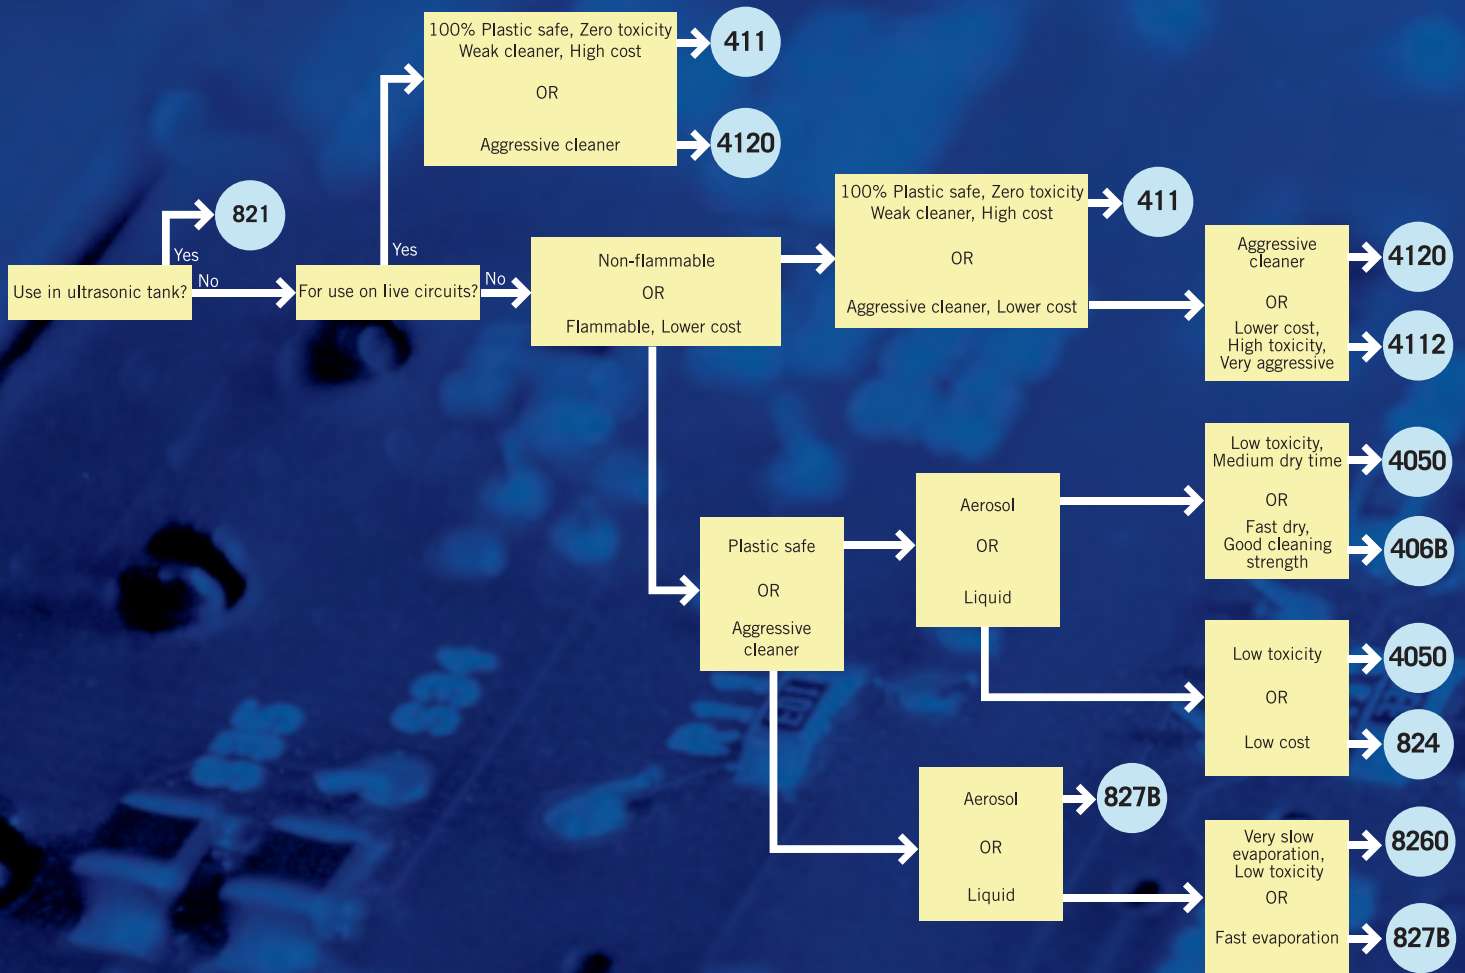 100% Plastic safe, Zero toxicity
Weak cleaner, High cost
OR
Aggressive cleaner
411
4120
821
Yes
No
Use in ultrasonic tank?
Yes
No
For use on live circuits?
Non-flammable
OR
Flammable, Lower cost
100% Plastic safe, Zero toxicity
Weak cleaner, High cost
OR
Aggressive cleaner, Lower cost
411
Aggressive
cleaner
OR
Lower cost,
High toxicity,
Very aggressive
4120
4112
Plastic safe
OR
Aggressive
cleaner
Aerosol
OR
Liquid
Low toxicity,
Medium dry time
OR
Fast dry,
Good cleaning
strength
4050
406B
Low toxicity
OR
Low cost
4050
824
Aerosol
OR
Liquid
827B
Very slow
evaporation,
Low toxicity
OR
Fast evaporation
8260
827B
103